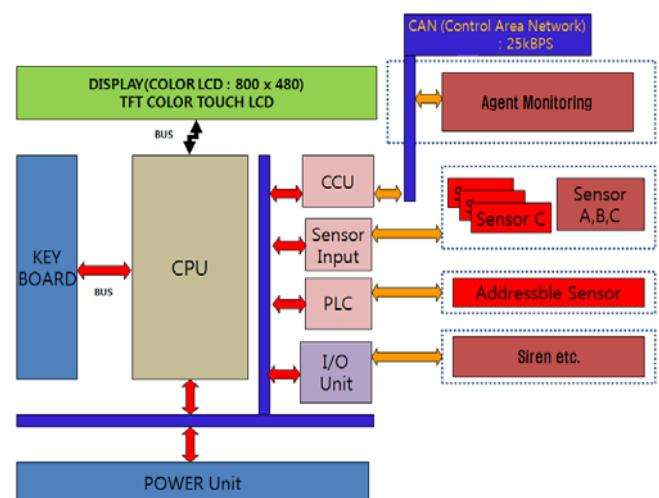 CAN (Control Area Network)
: 25kBPS
DISPLAY(COLOR LCD : 800 x 480)
TFT COLOR TOUCH LCD
Agent Monitoring
BUS
KEY
BOARD
BUS
CPU
CCU
Sensor
Input
PLC
I/O
Unit
S
S
Sensor C
Sensor
A,B,C
Addressble Sensor
Siren etc.
POWER Unit